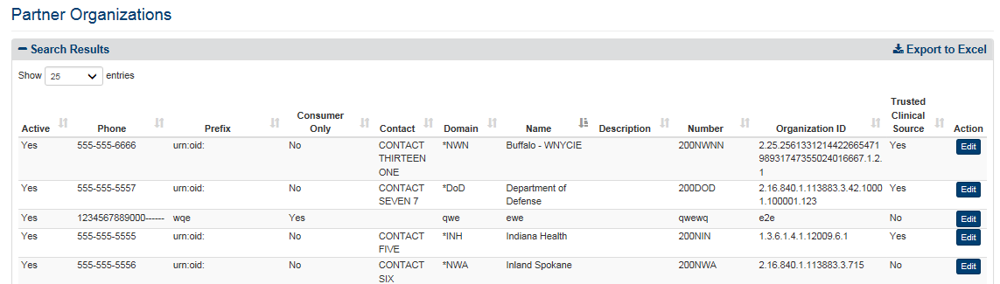 Partner Organizations
Search Results Export to Excel
Show 25 entries
Active Phone Prefix Consumer Only Contact Domain Name Description Number Organization ID Trusted Clinical Source Action
Yes 555-555-6666 urn:oid: No CONTACT *NWN Buffalo - WNYCIE 200NWNN 2.25.2561331214422665471 Yes Edit
THIRTEEN 98931747355024016667.1.2.
ONE 1
Yes 555-555-5557 urn:oid: No CONTACT *DoD Department of 200DOD 2.16.840.1.113883.3.42.1000 Yes Edit
SEVEN 7 Defense 1.100001.123
Yes 1234567889000------ wqe Yes qwe ewe qwewq e2e No Edit
Yes 555-555-5555 urn:oid: No CONTACT *INH Indiana Health 200NIN 1.3.6.1.4.1.12009.6.1 Yes Edit
FIVE
Yes 555-555-5556 urn:oid: No CONTACT *NWA Inland Spokane 200NWA 2.16.840.1.113883.3.715 No Edit
SIX